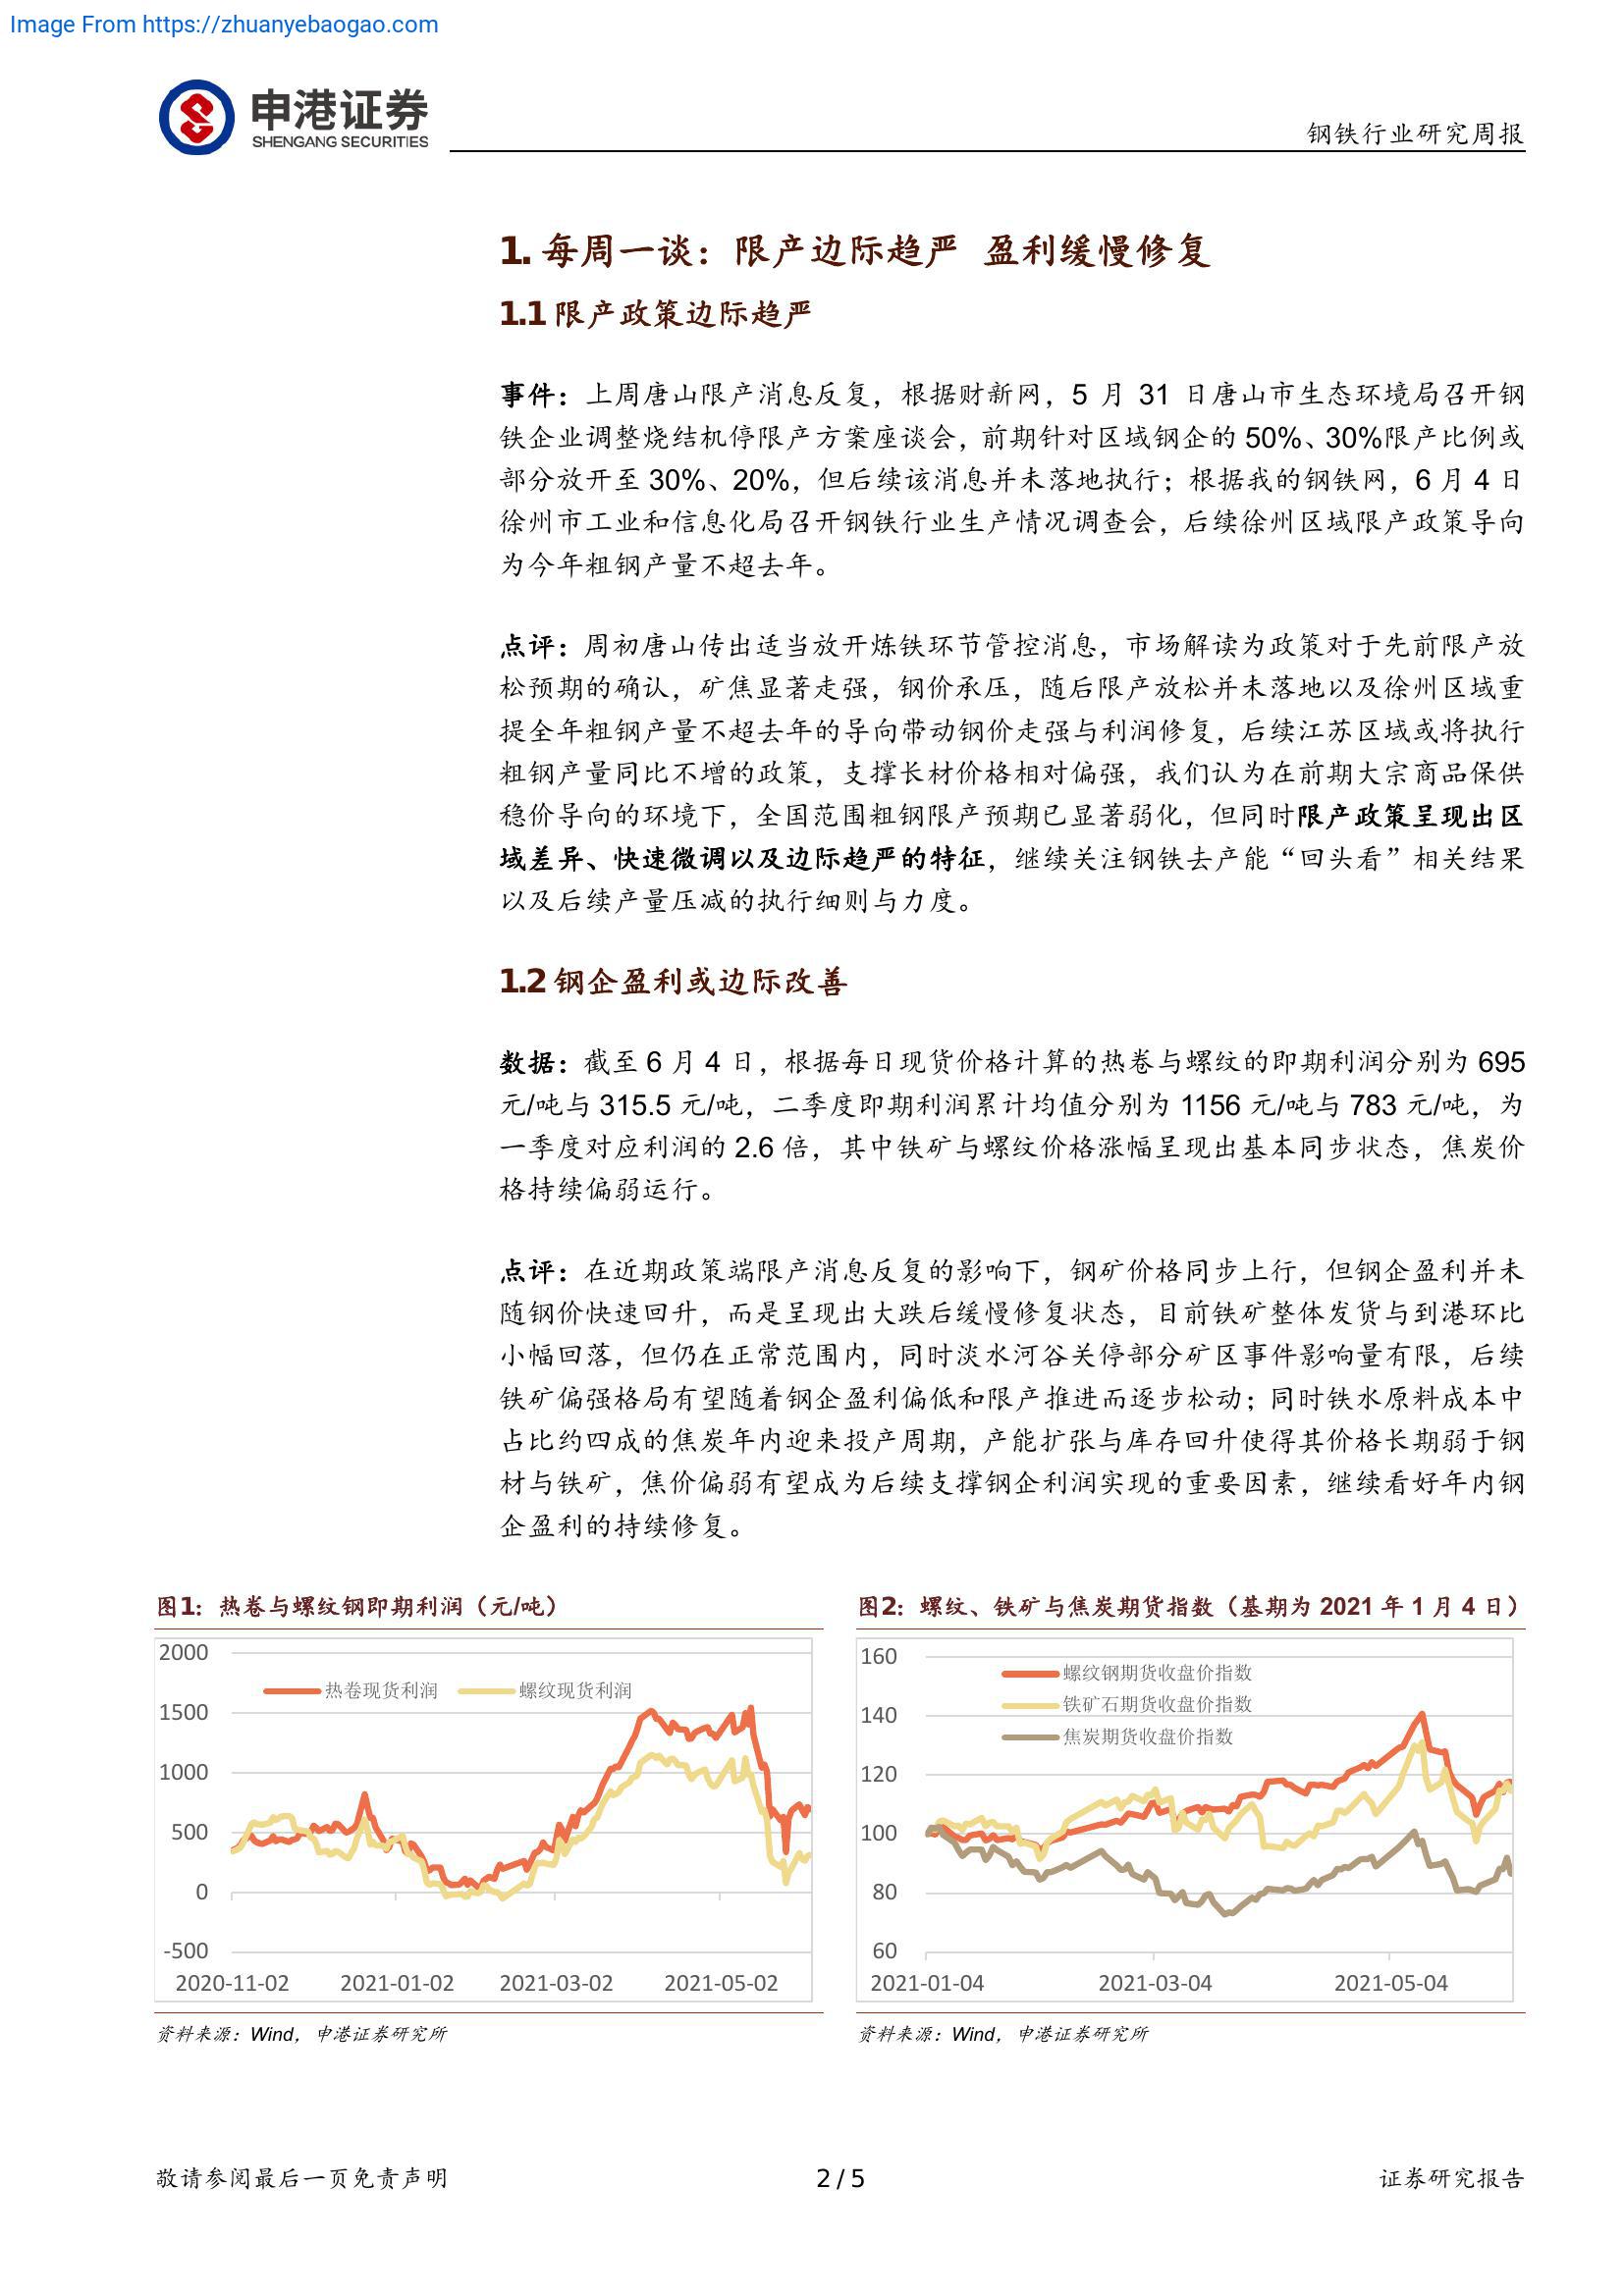 Image From https://zhuanyebaogao.com
申港证券
SHENGANG SECURITIES
钢铁行业研究周报
1. 每周一谈：限产边际趋严 盈利缓慢修复
1.1 限产政策边际趋严
事件：上周唐山限产消息反复，根据财新网，5 月 31 日唐山市生态环境局召开钢
铁企业调整烧结机停限产方案座谈会，前期针对区域钢企的 50%、30%限产比例或
部分放开至 30%、20%，但后续该消息并未落地执行；根据我的钢铁网，6 月 4 日
徐州市工业和信息化局召开钢铁行业生产情况调查会，后续徐州区域限产政策导向
为今年粗钢产量不超去年。
点评：周初唐山传出适当放开炼铁环节管控消息，市场解读为政策对于先前限产放
松预期的确认，矿焦显著走强，钢价承压，随后限产放松并未落地以及徐州区域重
提全年粗钢产量不超去年的导向带动钢价走强与利润修复，后续江苏区域或将执行
粗钢产量同比不增的政策，支撑长材价格相对偏强，我们认为在前期大宗商品保供
稳价导向的环境下，全国范围粗钢限产预期已显著弱化，但同时限产政策呈现出区
域差异、快速微调以及边际趋严的特征，继续关注钢铁去产能“回头看”相关结果
以及后续产量压减的执行细则与力度。
1.2 钢企盈利或边际改善
数据：截至 6 月 4 日，根据每日现货价格计算的热卷与螺纹的即期利润分别为 695
元/吨与 315.5 元/吨，二季度即期利润累计均值分别为 1156 元/吨与 783 元/吨，为
一季度对应利润的 2.6 倍，其中铁矿与螺纹价格涨幅呈现出基本同步状态，焦炭价
格持续偏弱运行。
点评：在近期政策端限产消息反复的影响下，钢矿价格同步上行，但钢企盈利并未
随钢价快速回升，而是呈现出大跌后缓慢修复状态，目前铁矿整体发货与到港环比
小幅回落，但仍在正常范围内，同时淡水河谷关停部分矿区事件影响量有限，后续
铁矿偏强格局有望随着钢企盈利偏低和限产推进而逐步松动；同时铁水原料成本中
占比约四成的焦炭年内迎来投产周期，产能扩张与库存回升使得其价格长期弱于钢
材与铁矿，焦价偏弱有望成为后续支撑钢企利润实现的重要因素，继续看好年内钢
企盈利的持续修复。
图1：热卷与螺纹钢即期利润（元/吨）
2000
热卷现货利润 螺纹现货利润
1500
1000
500
0
-500
2020-11-02 2021-01-02 2021-03-02 2021-05-02
资料来源：Wind，申港证券研究所
图2：螺纹、铁矿与焦炭期货指数（基期为 2021 年 1 月 4 日）
160
螺纹钢期货收盘价指数
铁矿石期货收盘价指数
140
焦炭期货收盘价指数
120
100
80
60
2021-01-04 2021-03-04 2021-05-04
资料来源：Wind，申港证券研究所
敬请参阅最后一页免责声明
2 / 5
证券研究报告